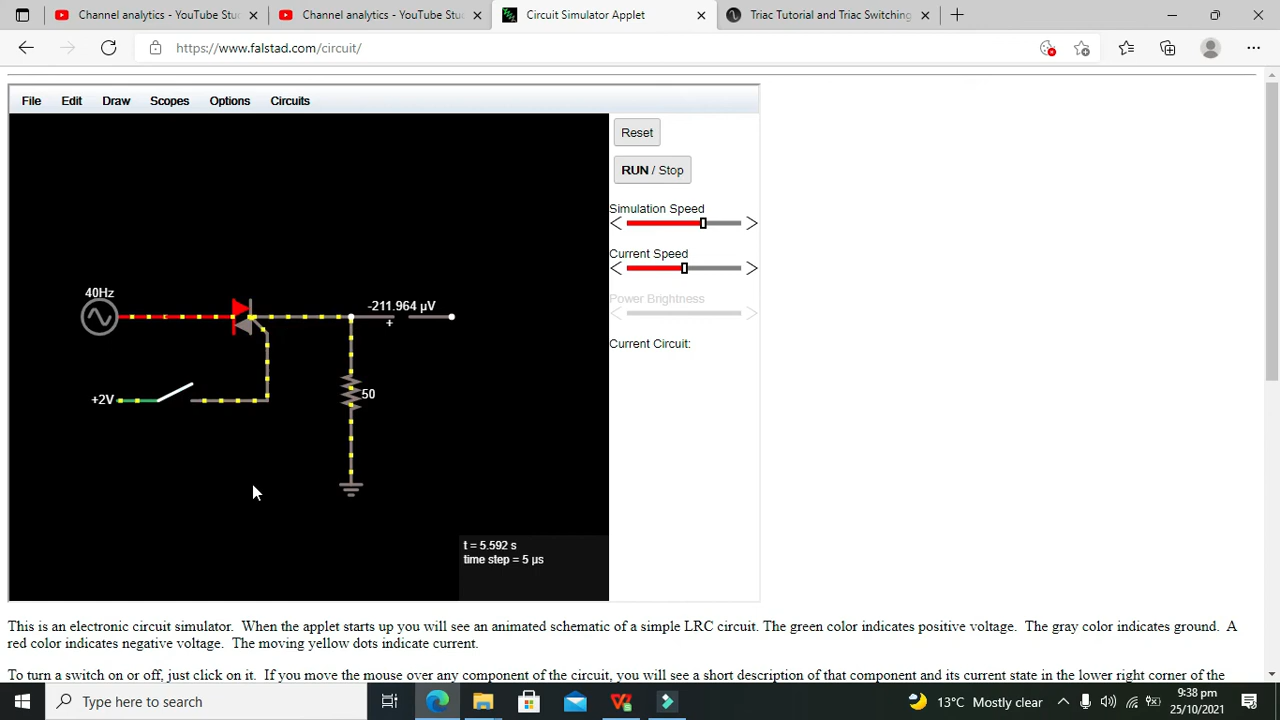 Channel analytics - YouTube Stu
Channel analytics - YouTube Stu
Circuit Simulator Applet
Triac Tutorial and Triac Switching
https://www.falstad.com/circuit/
File Edit Draw Scopes Options Circuits
Reset
RUN / Stop
Simulation Speed
Current Speed
Power Brightness
Current Circuit:
40Hz
-211.964 µV
+
+2V
50
t = 5.592 s
time step = 5 µs
This is an electronic circuit simulator. When the applet starts up you will see an animated schematic of a simple LRC circuit. The green color indicates positive voltage. The gray color indicates ground. A
red color indicates negative voltage. The moving yellow dots indicate current.
To turn a switch on or off, just click on it. If you move the mouse over any component of the circuit, you will see a short description of that component and its current state in the lower right corner of the
Type here to search
13°C Mostly clear
9:38 pm
25/10/2021